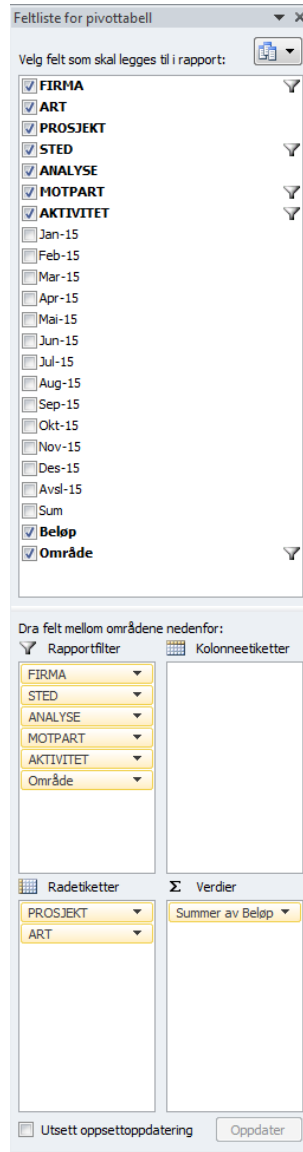 Feltliste for pivottabell
Velg felt som skal legges til i rapport:
FIRMA
ART
PROSJEKT
STED
ANALYSE
MOTPART
AKTIVITET
Jan-15
Feb-15
Mar-15
Apr-15
Mai-15
Jun-15
Jul-15
Aug-15
Sep-15
Okt-15
Nov-15
Des-15
Avsl-15
Sum
Beløp
Område
Dra felt mellom områdene nedenfor:
Rapportfilter
Kolonneetiketter
FIRMA
STED
ANALYSE
MOTPART
AKTIVITET
Område
Radetiketter
Σ Verdier
PROSJEKT
ART
Summer av Beløp
Utsett oppsettoppdatering
Oppdater